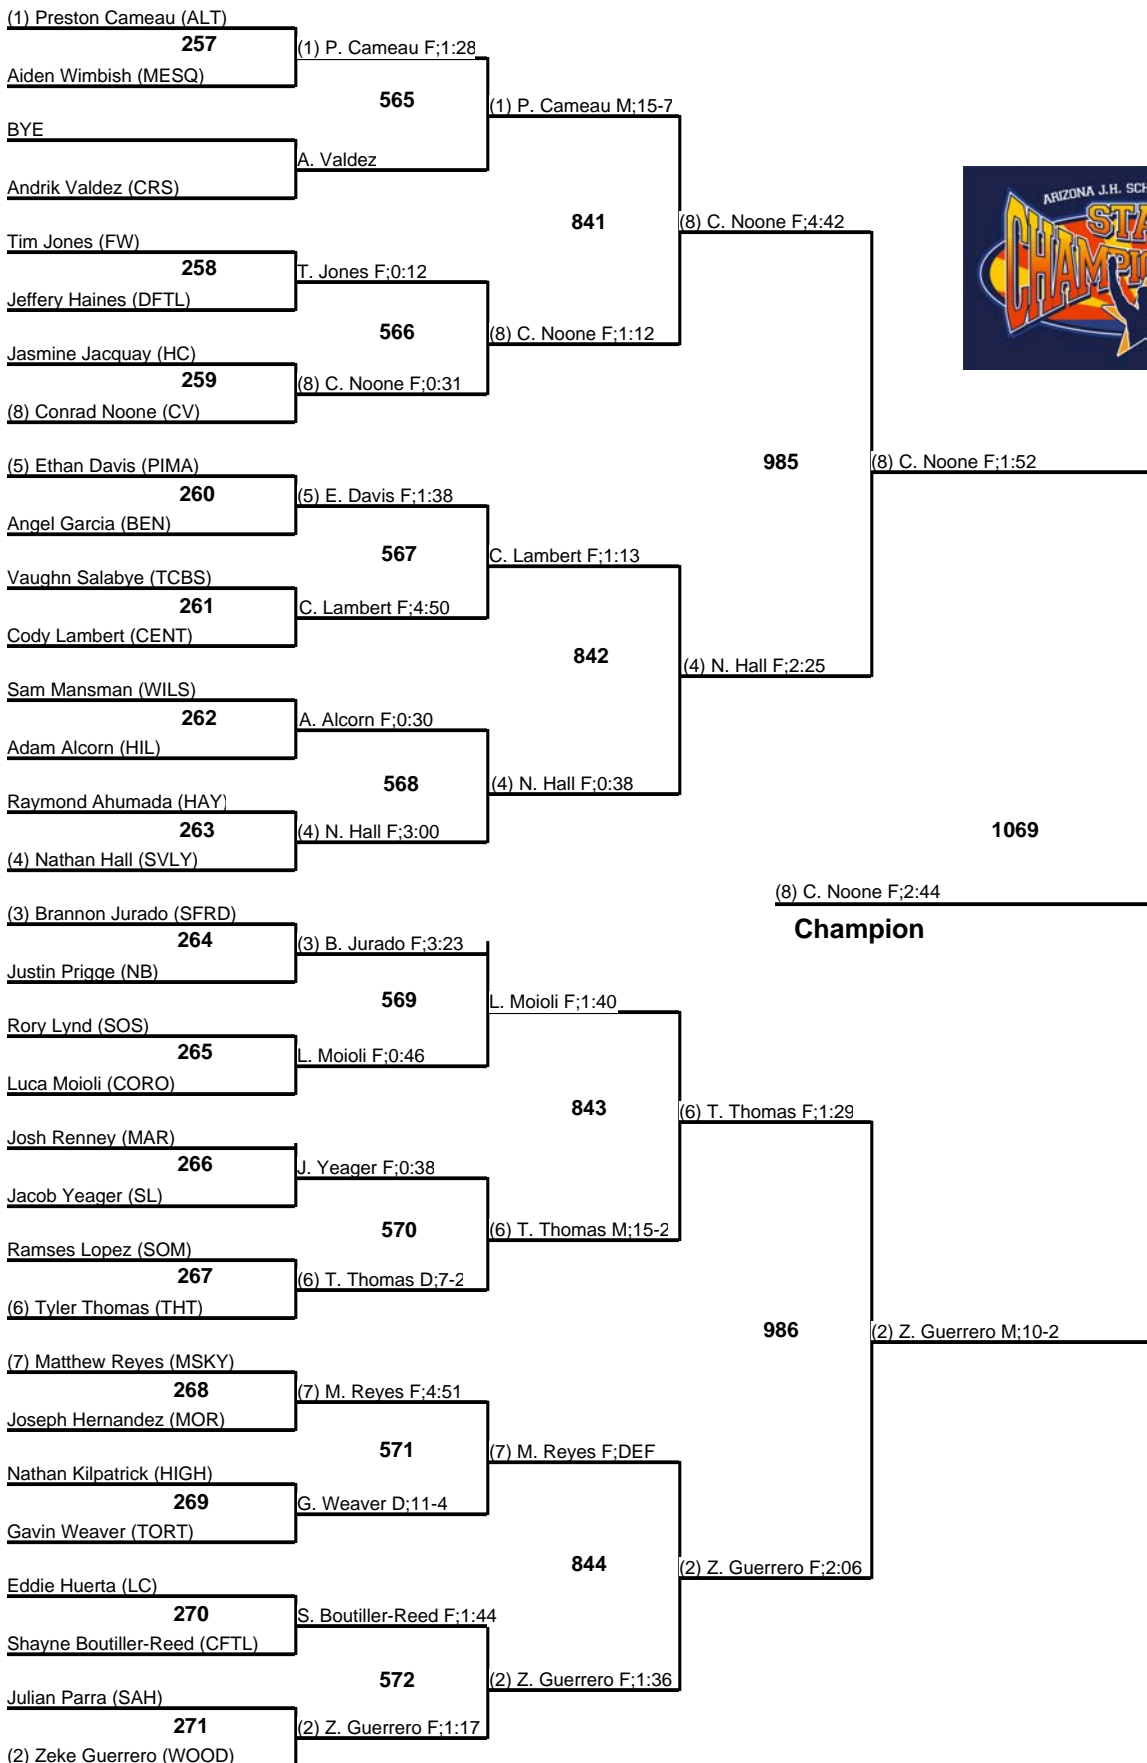 (1) Preston Cameau (ALT)
257
(1) P. Cameau F;1:28
Aiden Wimbish (MESQ)
565
(1) P. Cameau M;15-7
BYE
A. Valdez
Andrik Valdez (CRS)
841
(8) C. Noone F;4:42
Tim Jones (FW)
258
T. Jones F;0:12
Jeffery Haines (DFTL)
566
(8) C. Noone F;1:12
Jasmine Jacquay (HC)
259
(8) C. Noone F;0:31
(8) Conrad Noone (CV)
ARIZONA J.H. SCH
STA
CHAMPIO
985
(8) C. Noone F;1:52
(5) Ethan Davis (PIMA)
260
(5) E. Davis F;1:38
Angel Garcia (BEN)
567
C. Lambert F;1:13
Vaughn Salabye (TCBS)
261
C. Lambert F;4:50
Cody Lambert (CENT)
842
(4) N. Hall F;2:25
Sam Mansman (WILS)
262
A. Alcorn F;0:30
Adam Alcorn (HIL)
568
(4) N. Hall F;0:38
Raymond Ahumada (HAY)
263
(4) N. Hall F;3:00
(4) Nathan Hall (SVLY)
1069
(8) C. Noone F;2:44
Champion
(3) Brannon Jurado (SFRD)
264
(3) B. Jurado F;3:23
Justin Prigge (NB)
569
L. Moioli F;1:40
Rory Lynd (SOS)
265
L. Moioli F;0:46
Luca Moioli (CORO)
843
(6) T. Thomas F;1:29
Josh Renney (MAR)
266
J. Yeager F;0:38
Jacob Yeager (SL)
570
(6) T. Thomas M;15-2
Ramses Lopez (SOM)
267
(6) T. Thomas D;7-2
(6) Tyler Thomas (THT)
986
(2) Z. Guerrero M;10-2
(7) Matthew Reyes (MSKY)
268
(7) M. Reyes F;4:51
Joseph Hernandez (MOR)
571
(7) M. Reyes F;DEF
Nathan Kilpatrick (HIGH)
269
G. Weaver D;11-4
Gavin Weaver (TORT)
844
(2) Z. Guerrero F;2:06
Eddie Huerta (LC)
270
S. Boutiller-Reed F;1:44
Shayne Boutiller-Reed (CFTL)
572
(2) Z. Guerrero F;1:36
Julian Parra (SAH)
271
(2) Z. Guerrero F;1:17
(2) Zeke Guerrero (WOOD)